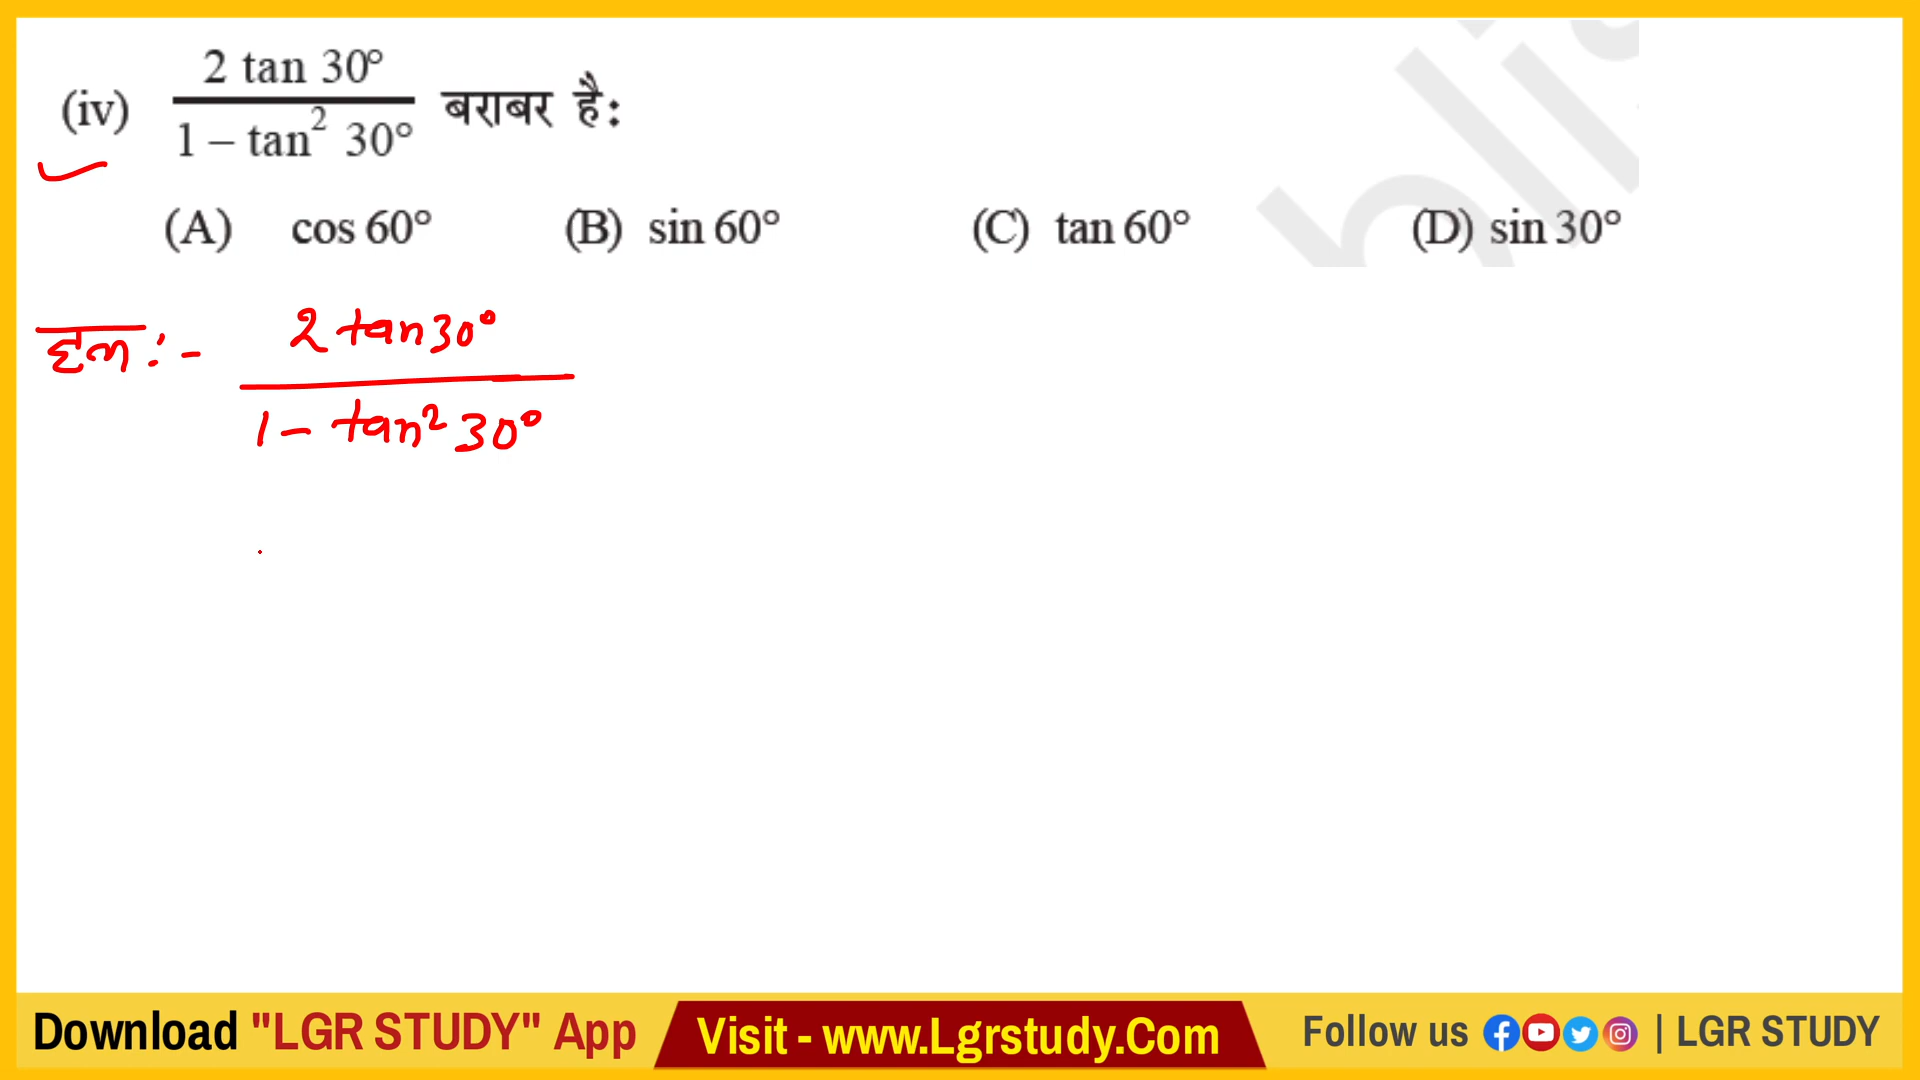 (iv) 2 tan 30° / 1 – tan² 30° बराबर है:
(A) cos 60° (B) sin 60° (C) tan 60° (D) sin 30°
हल :- 2 tan 30° / 1 - tan² 30°
Download "LGR STUDY" App Visit - www.Lgrstudy.Com Follow us | LGR STUDY